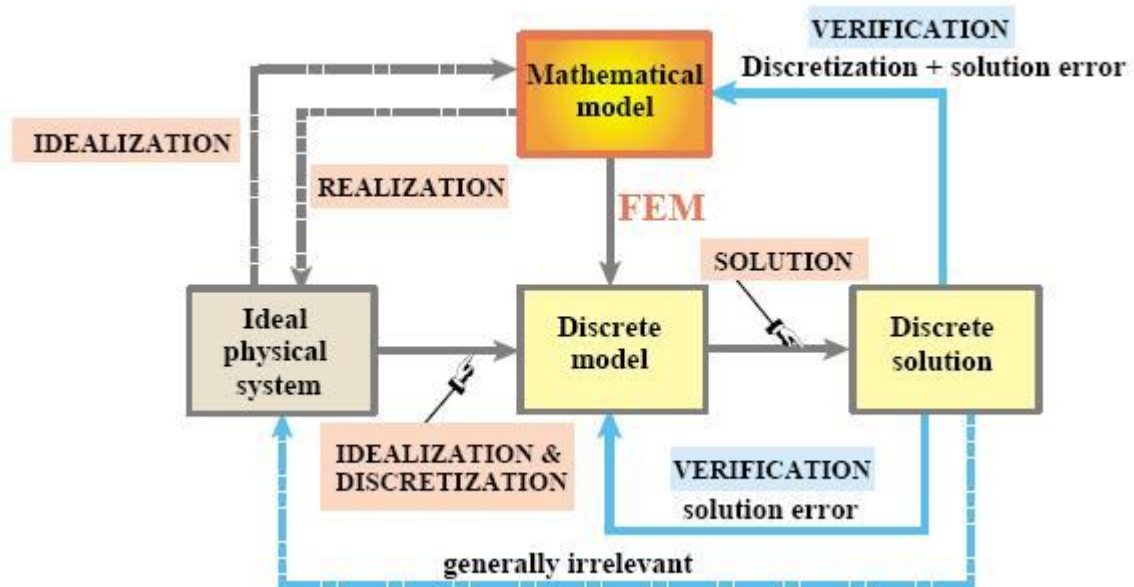 VERIFICATION
Discretization + solution error
Mathematical
model
IDEALIZATION
REALIZATION
FEM
SOLUTION
Ideal
physical
system
Discrete
model
Discrete
solution
IDEALIZATION &
DISCRETIZATION
VERIFICATION
solution error
generally irrelevant